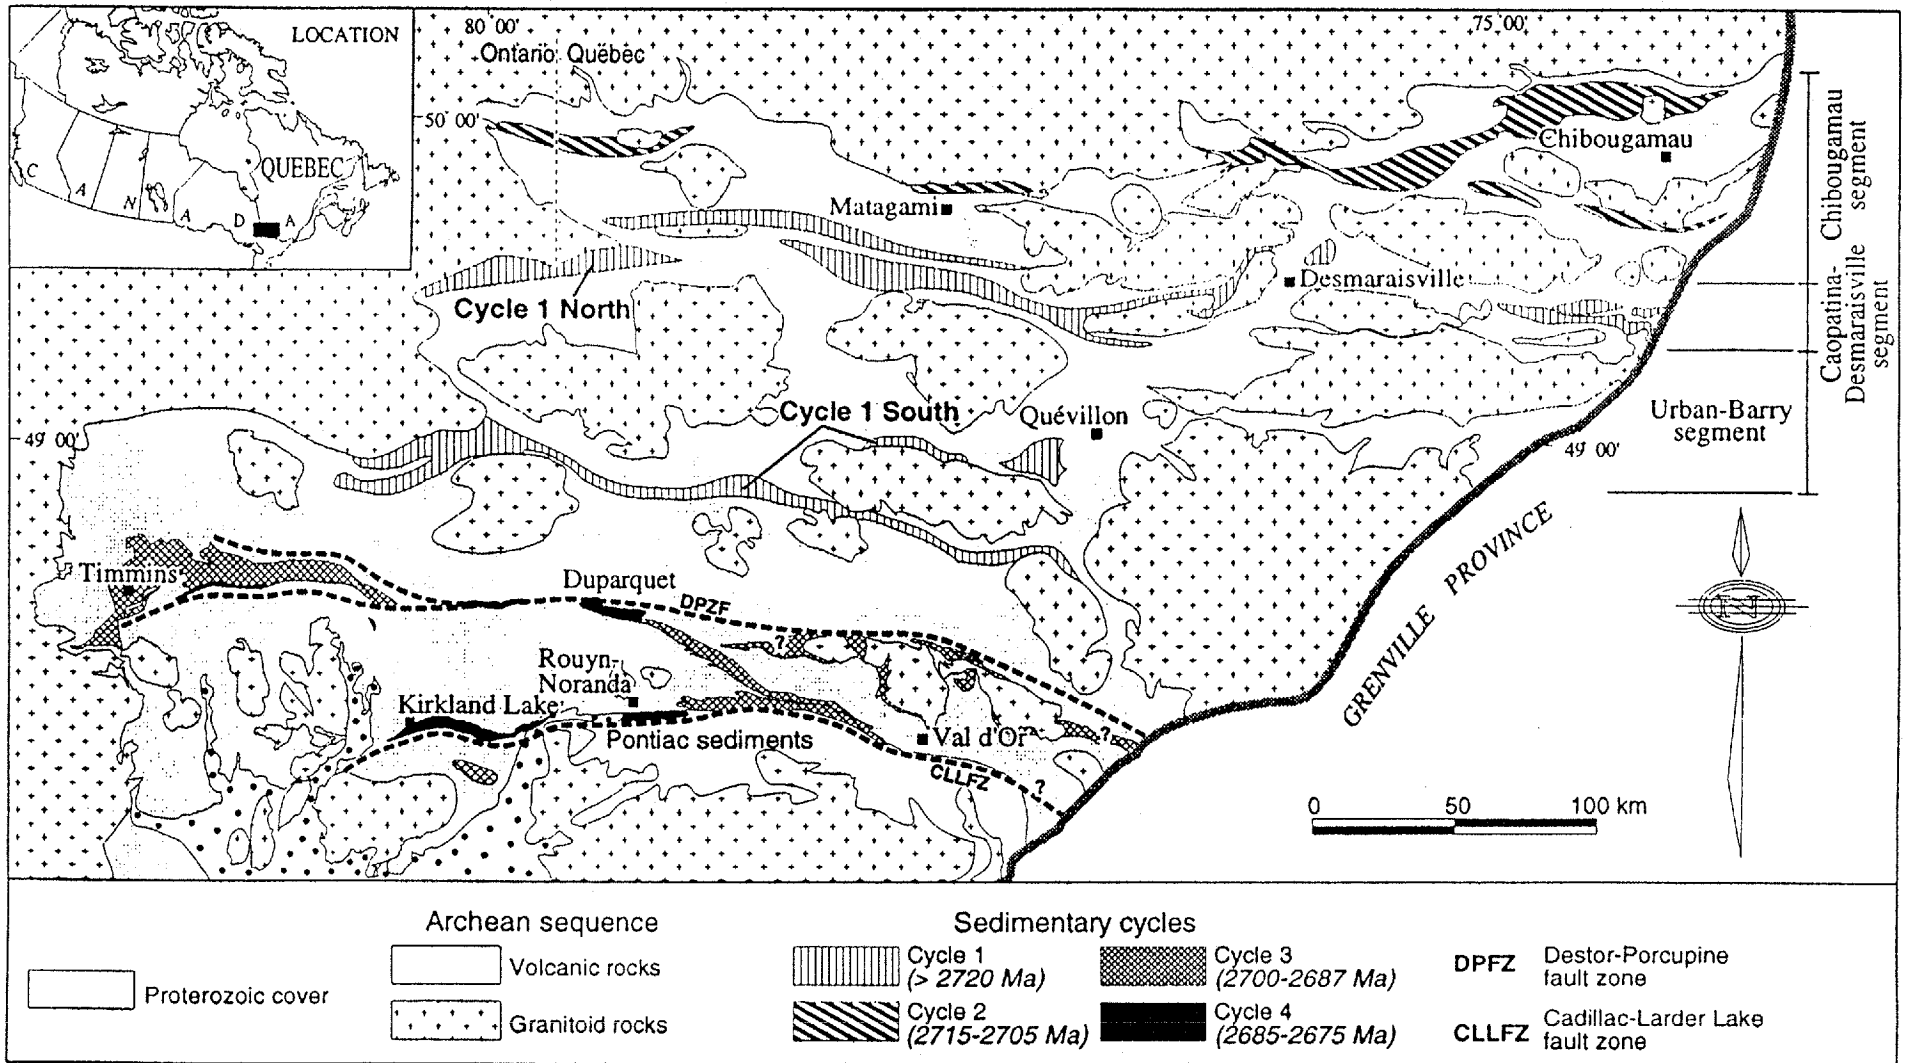 LOCATION
QUEBEC
C
A
N
A
D
A
80 00'
75 00'
Ontario
Québec
50 00'
Chibougamau
Matagami
Desmaraisville
Cycle 1 North
Cycle 1 South
Quévillon
49 00'
49 00'
Chibougamau
segment
Caopatina-
Desmaraisville
segment
Urban-Barry
segment
Timmins
Duparquet
DPZF
?
Rouyn-
Noranda
Kirkland Lake
Pontiac sediments
Val d'Or
?
CLLFZ
?
GRENVILLE PROVINCE
N
0 50 100 km
Archean sequence
Sedimentary cycles
Proterozoic cover
Volcanic rocks
Granitoid rocks
Cycle 1
(> 2720 Ma)
Cycle 2
(2715-2705 Ma)
Cycle 3
(2700-2687 Ma)
Cycle 4
(2685-2675 Ma)
DPFZ Destor-Porcupine
fault zone
CLLFZ Cadillac-Larder Lake
fault zone